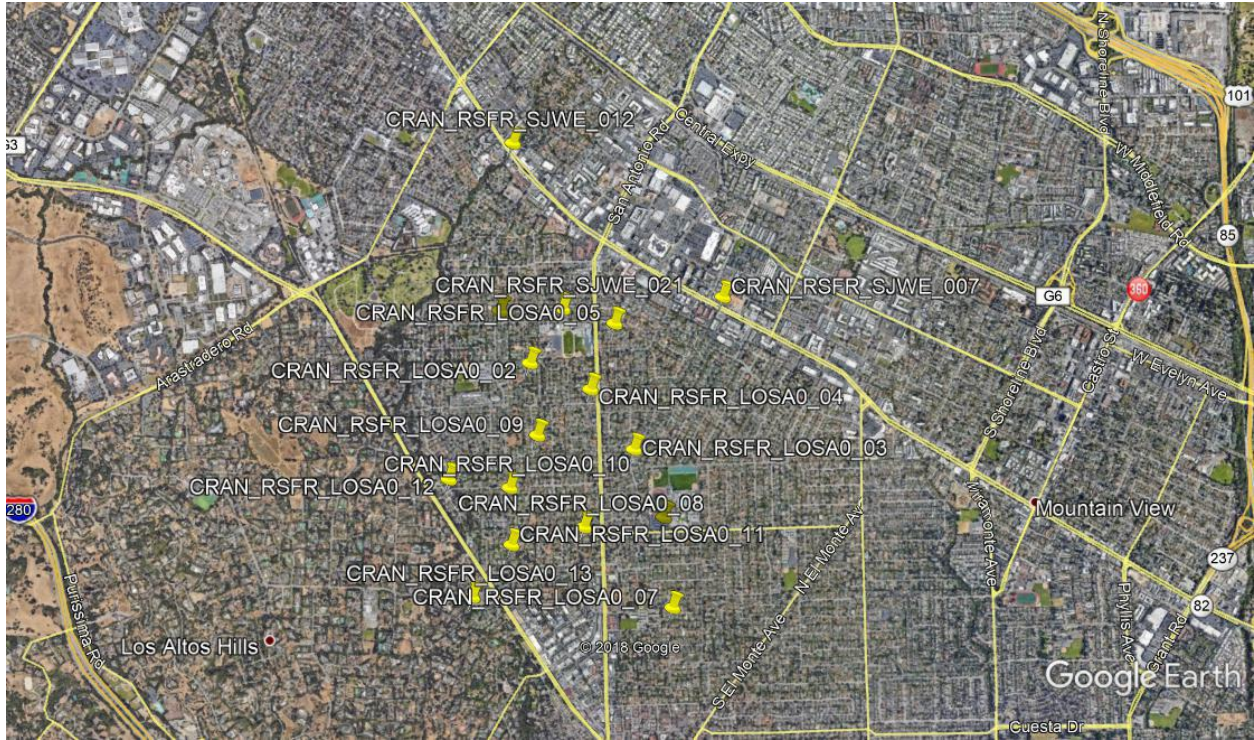 N Shoreline Blvd
101
G3
CRAN_RSFR_SJWE_012
Central Expy
San Antonio Rd
W Middlefield Rd
85
CRAN_RSFR_SJWE_021
CRAN_RSFR_SJWE_007
360
G6
CRAN_RSFR_LOSA0_05
Arastradero Rd
W Evelyn Ave
Castro St
S Shoreline Blvd
CRAN_RSFR_LOSA0_02
CRAN_RSFR_LOSA0_04
CRAN_RSFR_LOSA0_09
CRAN_RSFR_LOSA0_03
CRAN_RSFR_LOSA0_10
CRAN_RSFR_LOSA0_12
280
CRAN_RSFR_LOSA0_08
Mountain View
CRAN_RSFR_LOSA0_11
Miramonte Ave
N El Monte Ave
237
CRAN_RSFR_LOSA0_13
CRAN_RSFR_LOSA0_07
82
Purissima Rd
Phyllis Ave
Grant Rd
Los Altos Hills
© 2018 Google
S El Monte Ave
Google Earth
Cuesta Dr